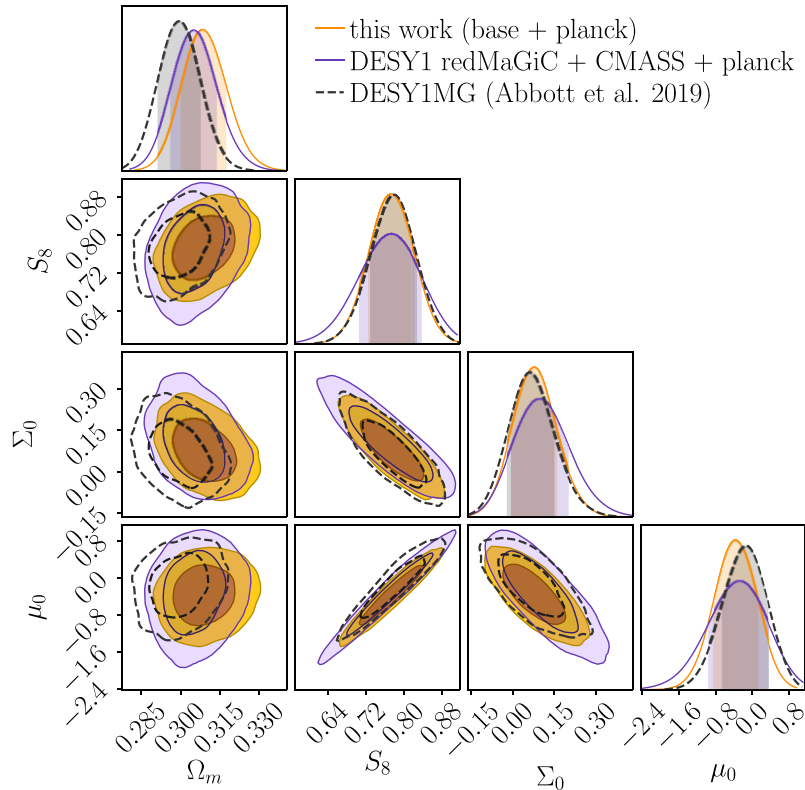 this work (base + planck)
DESY1 redMaGiC + CMASS + planck
DESY1MG (Abbott et al. 2019)
S₈
0.88
0.80
0.72
0.64
Σ₀
0.30
0.15
0.00
−0.15
μ₀
0.8
0.0
−0.8
−1.6
−2.4
0.285 0.300 0.315 0.330
0.64 0.72 0.80 0.88
−0.15 0.00 0.15 0.30
−2.4 −1.6 −0.8 0.0 0.8
Ωₘ S₈ Σ₀ μ₀